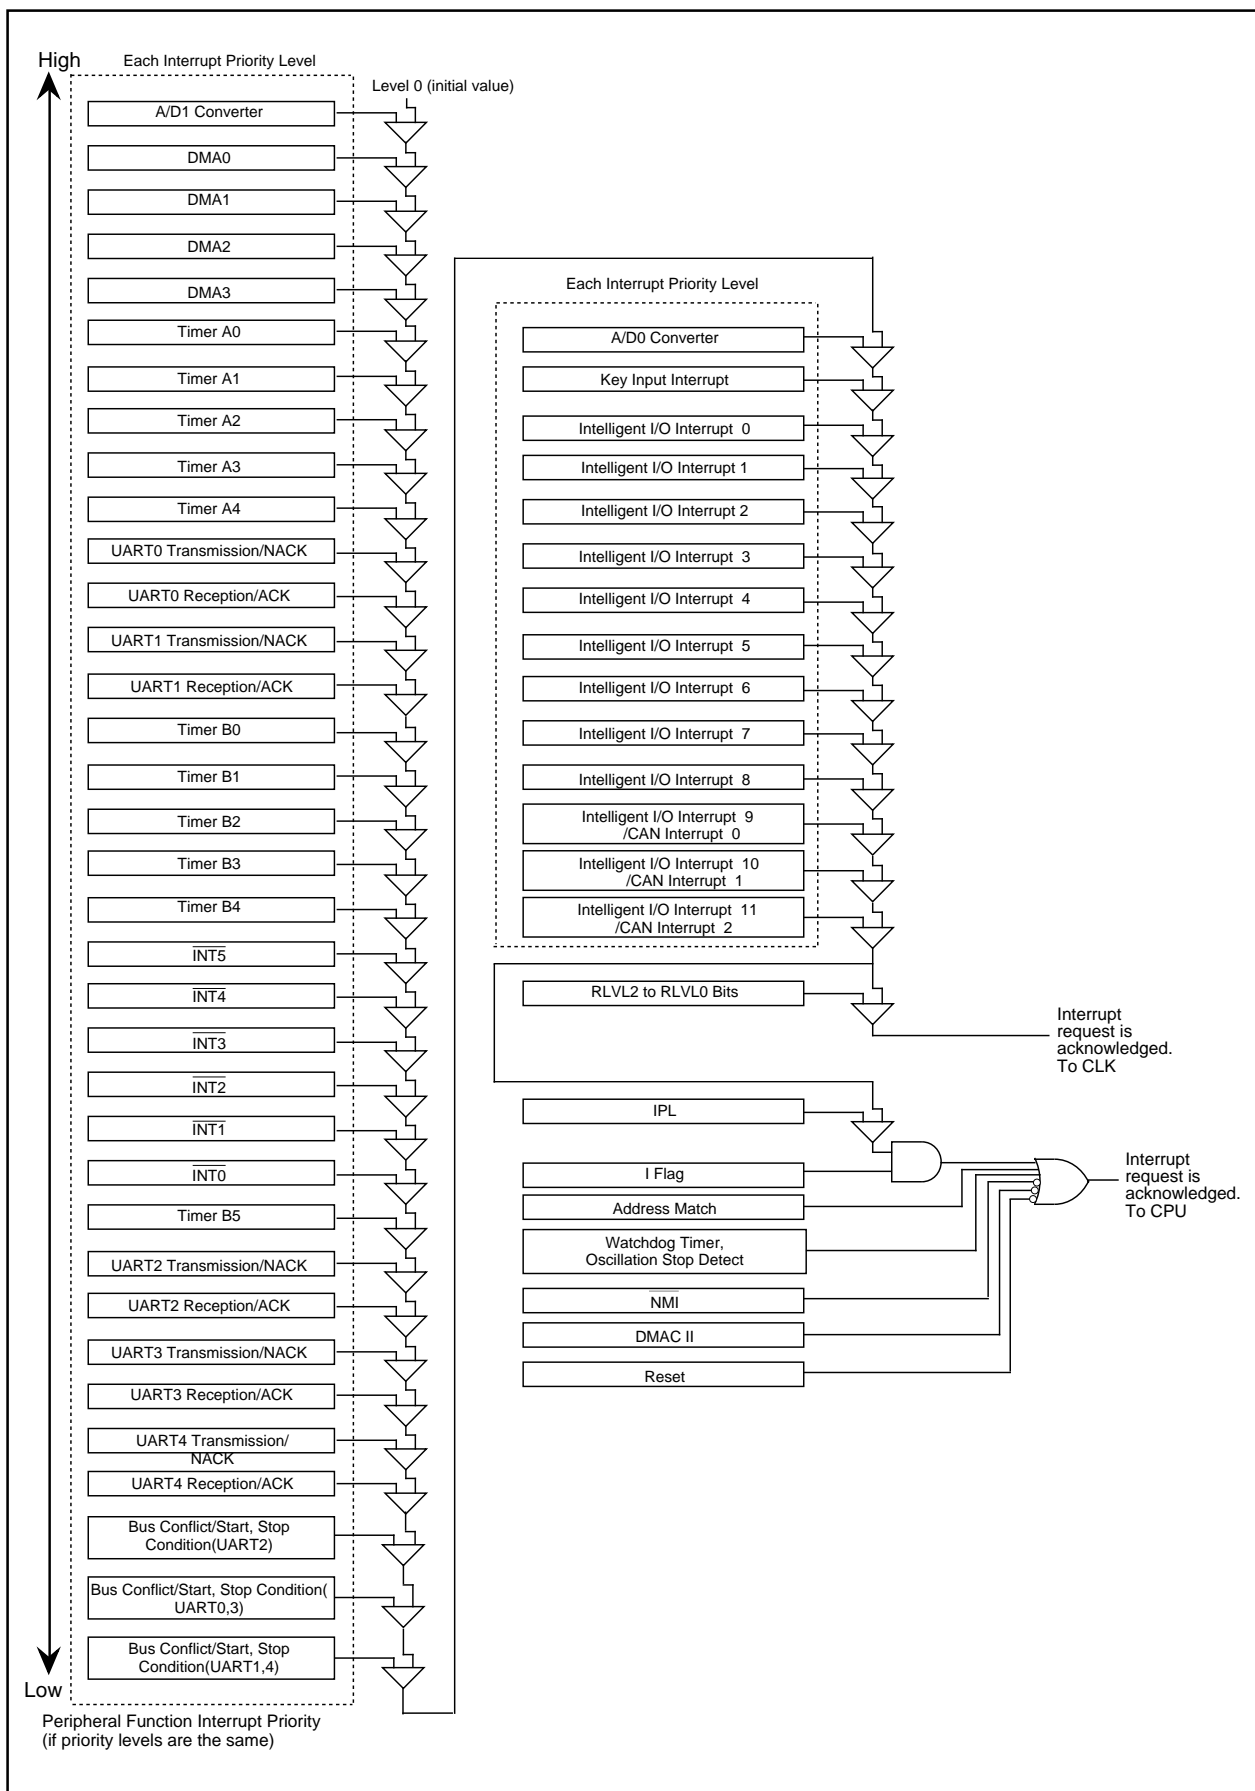 High
Each Interrupt Priority Level
Level 0 (initial value)
A/D1 Converter
DMA0
DMA1
DMA2
DMA3
Timer A0
Timer A1
Timer A2
Timer A3
Timer A4
UART0 Transmission/NACK
UART0 Reception/ACK
UART1 Transmission/NACK
UART1 Reception/ACK
Timer B0
Timer B1
Timer B2
Timer B3
Timer B4
INT5
INT4
INT3
INT2
INT1
INT0
Timer B5
UART2 Transmission/NACK
UART2 Reception/ACK
UART3 Transmission/NACK
UART3 Reception/ACK
UART4 Transmission/
NACK
UART4 Reception/ACK
Bus Conflict/Start, Stop
Condition(UART2)
Bus Conflict/Start, Stop Condition(
UART0,3)
Bus Conflict/Start, Stop
Condition(UART1,4)
Low
Peripheral Function Interrupt Priority
(if priority levels are the same)
Each Interrupt Priority Level
A/D0 Converter
Key Input Interrupt
Intelligent I/O Interrupt 0
Intelligent I/O Interrupt 1
Intelligent I/O Interrupt 2
Intelligent I/O Interrupt 3
Intelligent I/O Interrupt 4
Intelligent I/O Interrupt 5
Intelligent I/O Interrupt 6
Intelligent I/O Interrupt 7
Intelligent I/O Interrupt 8
Intelligent I/O Interrupt 9
/CAN Interrupt 0
Intelligent I/O Interrupt 10
/CAN Interrupt 1
Intelligent I/O Interrupt 11
/CAN Interrupt 2
RLVL2 to RLVL0 Bits
Interrupt
request is
acknowledged.
To CLK
IPL
I Flag
Address Match
Watchdog Timer,
Oscillation Stop Detect
NMI
DMAC II
Reset
Interrupt
request is
acknowledged.
To CPU